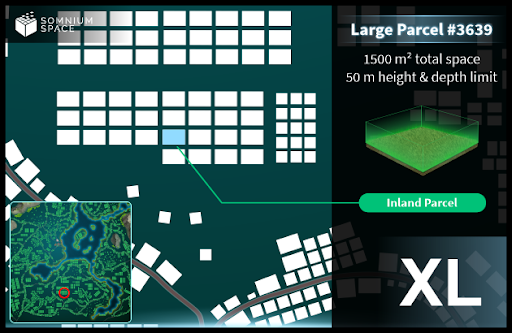 SOMNIUM
SPACE
Large Parcel #3639
1500 m² total space
50 m height & depth limit
Inland Parcel
XL